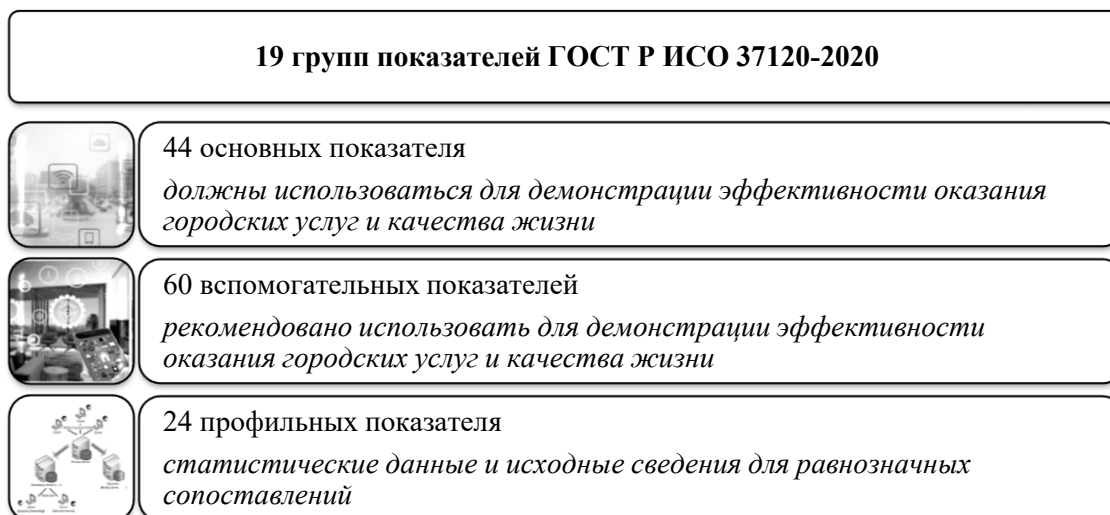 19 групп показателей ГОСТ Р ИСО 37120-2020
44 основных показателя
должны использоваться для демонстрации эффективности оказания
городских услуг и качества жизни
60 вспомогательных показателей
рекомендовано использовать для демонстрации эффективности
оказания городских услуг и качества жизни
24 профильных показателя
статистические данные и исходные сведения для равнозначных
сопоставлений